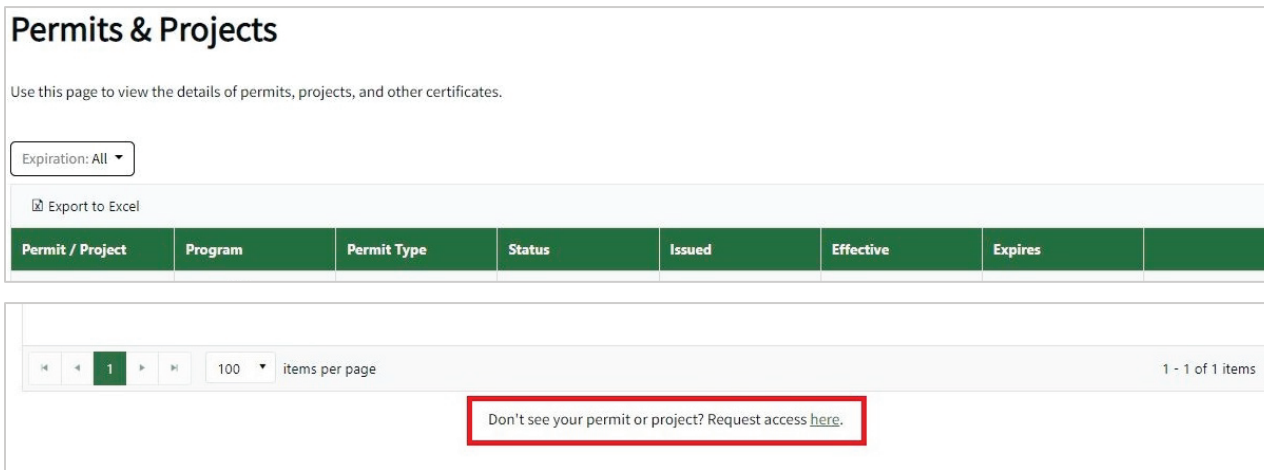 Permits & Projects
Use this page to view the details of permits, projects, and other certificates.
Expiration: All
Export to Excel
Permit / Project Program Permit Type Status Issued Effective Expires
1 100 items per page 1 - 1 of 1 items
Don't see your permit or project? Request access here.